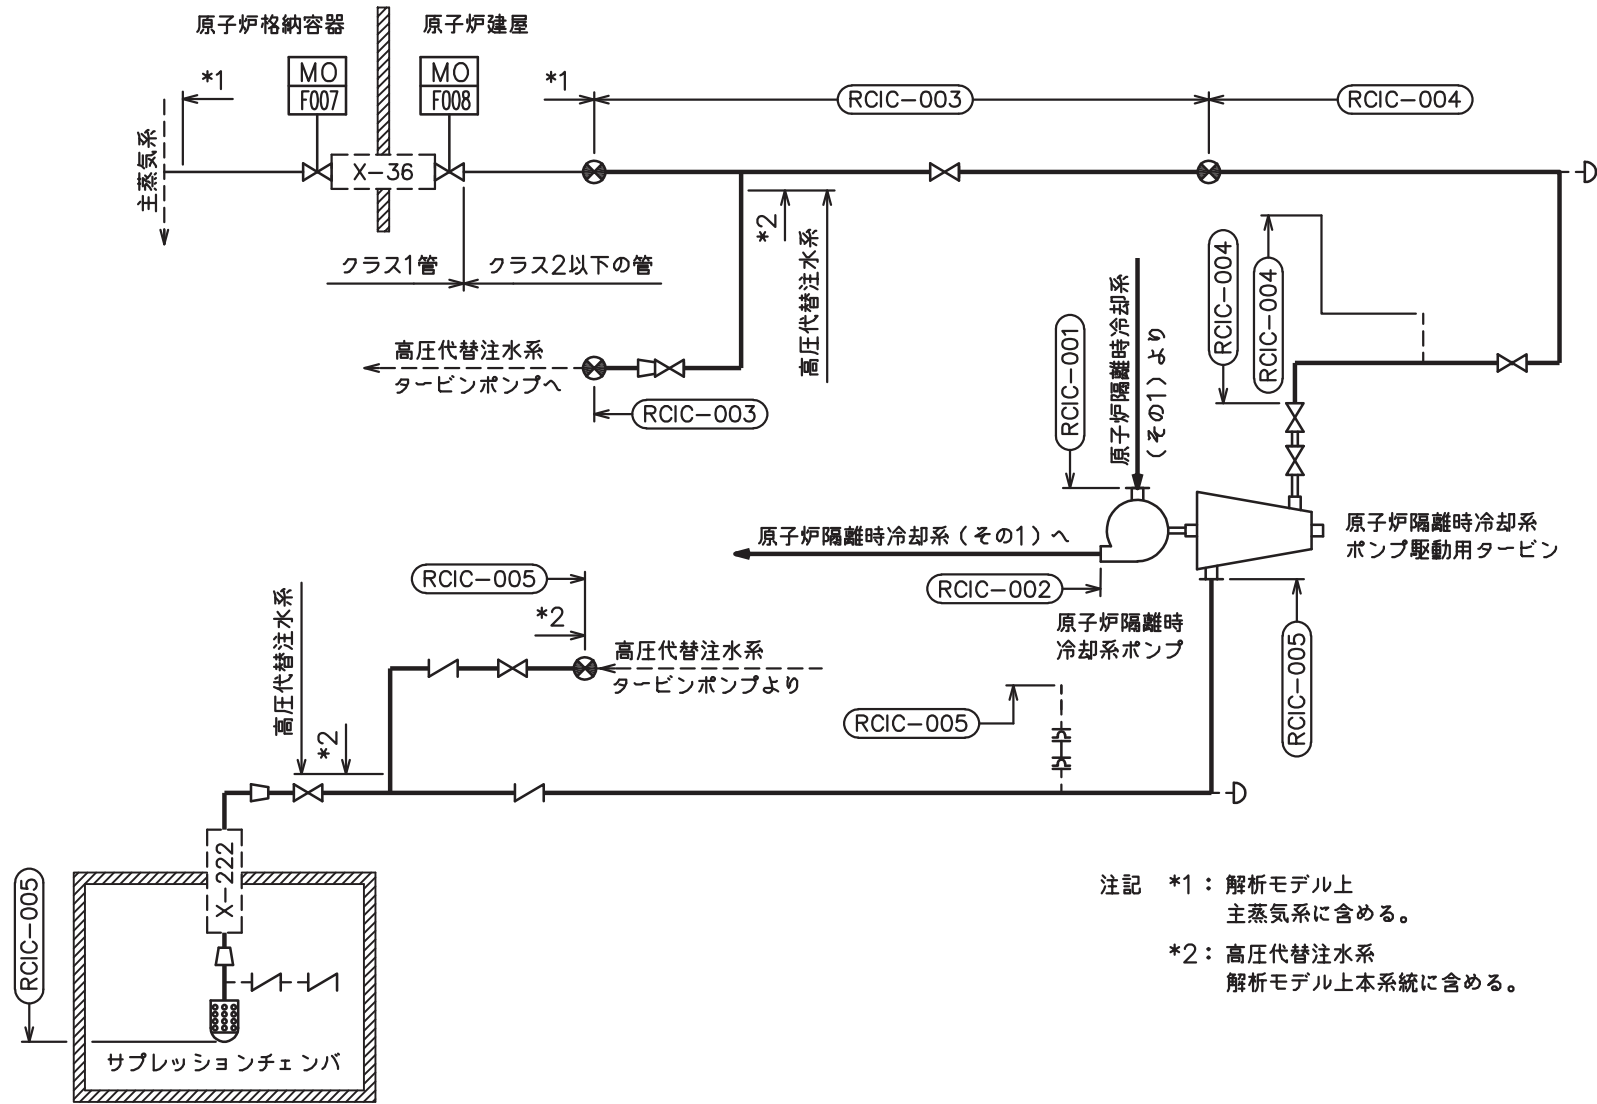 原子炉格納容器
原子炉建屋
MO
F007
MO
F008
*1
*1
RCIC-003
RCIC-004
主蒸気系
X-36
クラス1管
クラス2以下の管
*2
高圧代替注水系
高圧代替注水系
タービンポンプへ
RCIC-003
RCIC-001
原子炉隔離時冷却系
(その1)より
RCIC-004
RCIC-004
原子炉隔離時冷却系(その1)へ
原子炉隔離時冷却系
ポンプ駆動用タービン
RCIC-002
原子炉隔離時
冷却系ポンプ
RCIC-005
RCIC-005
*2
高圧代替注水系
タービンポンプより
高圧代替注水系
*2
RCIC-005
X-222
RCIC-005
サプレッションチェンバ
注記 *1: 解析モデル上
主蒸気系に含める。
*2: 高圧代替注水系
解析モデル上本系統に含める。